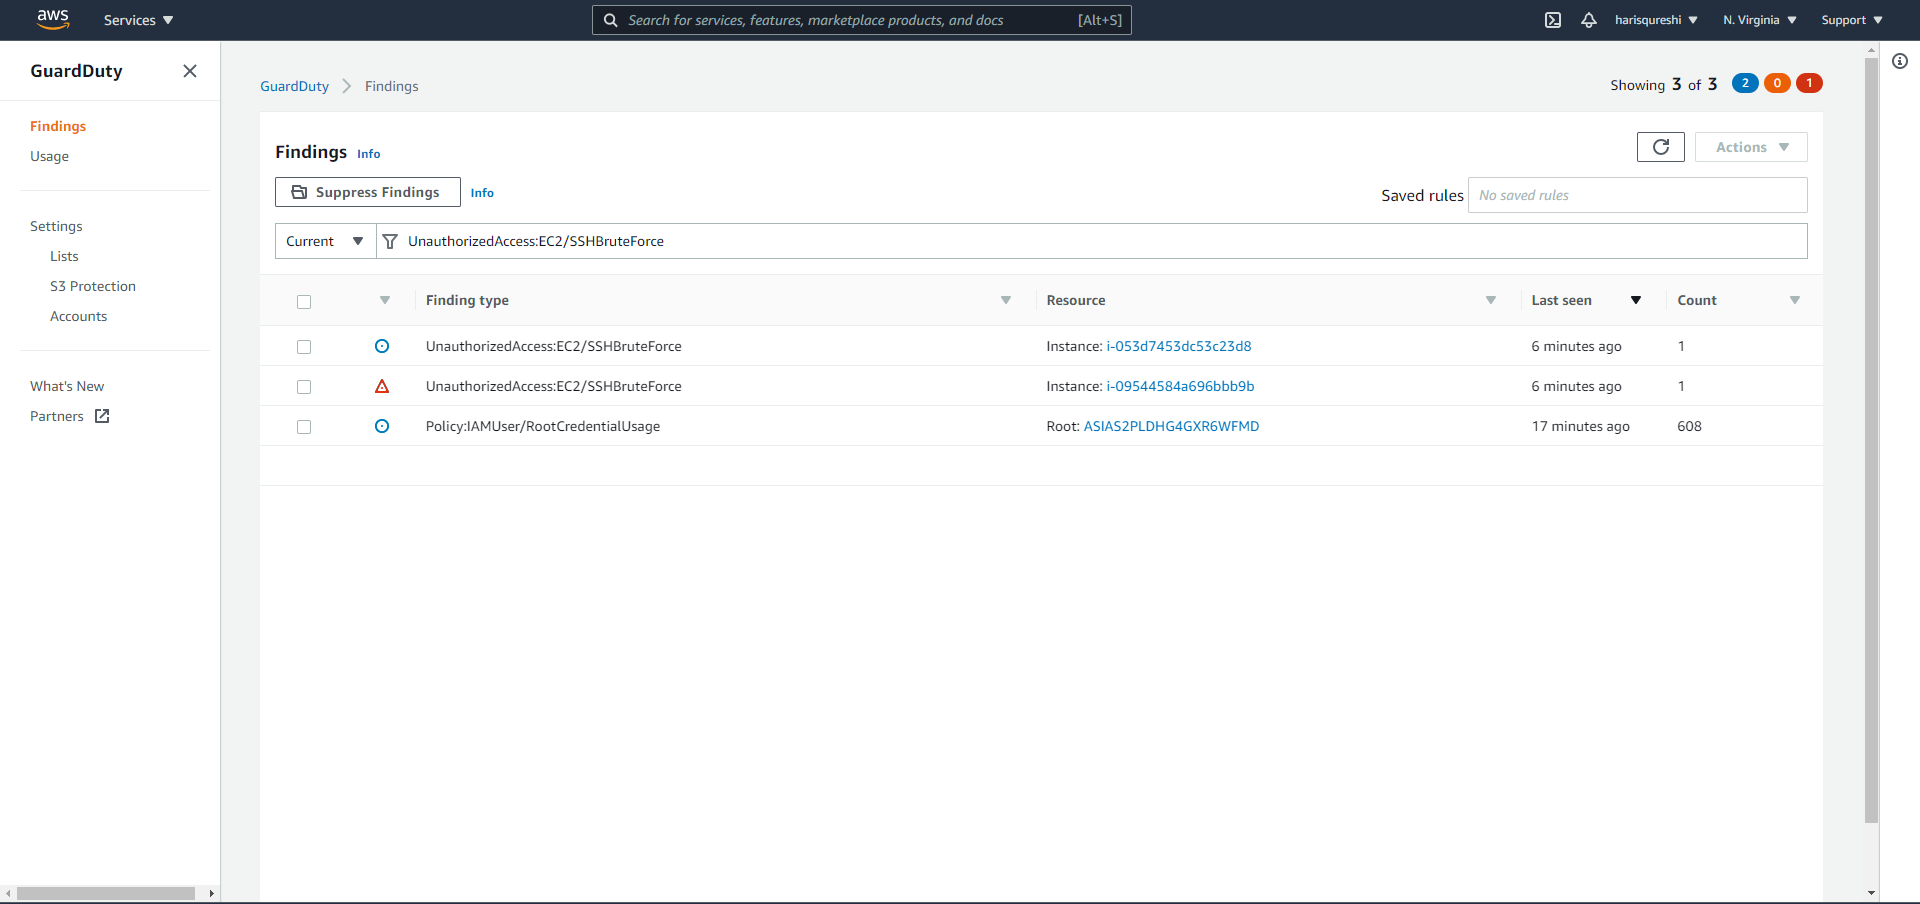 aws Services Search for services, features, marketplace products, and docs [Alt+S] harisqureshi N. Virginia Support
GuardDuty
Findings
Usage
Settings
Lists
S3 Protection
Accounts
What's New
Partners
GuardDuty Findings
Showing 3 of 3 2 0 1
Findings Info
Actions
Suppress Findings Info
Saved rules No saved rules
Current UnauthorizedAccess:EC2/SSHBruteForce
Finding type Resource Last seen Count
UnauthorizedAccess:EC2/SSHBruteForce Instance: i-053d7453dc53c23d8 6 minutes ago 1
UnauthorizedAccess:EC2/SSHBruteForce Instance: i-09544584a696bbb9b 6 minutes ago 1
Policy:IAMUser/RootCredentialUsage Root: ASIAS2PLDHG4GXR6WFMD 17 minutes ago 608